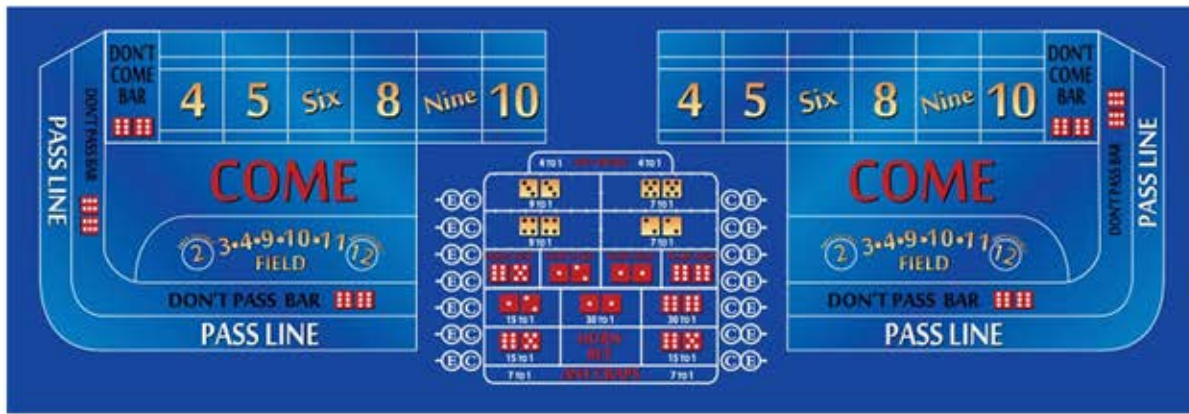 DON'T
COME
BAR
4 5 Six 8 Nine 10
PASS LINE
DON'T PASS BAR
COME
2 3•4•9•10•11 12
FIELD
DON'T PASS BAR
PASS LINE
4 TO 1 4 TO 1
9 TO 1 7 TO 1
9 TO 1 7 TO 1
15 TO 1 30 TO 1 30 TO 1
15 TO 1 HORN BET 15 TO 1
7 TO 1 ANY CRAPS 7 TO 1
E C C E
E C C E
E C C E
E C C E
E C C E
E C C E
E C C E
4 5 Six 8 Nine 10
DON'T
COME
BAR
COME
2 3•4•9•10•11 12
FIELD
DON'T PASS BAR
PASS LINE
DON'T PASS BAR
PASS LINE